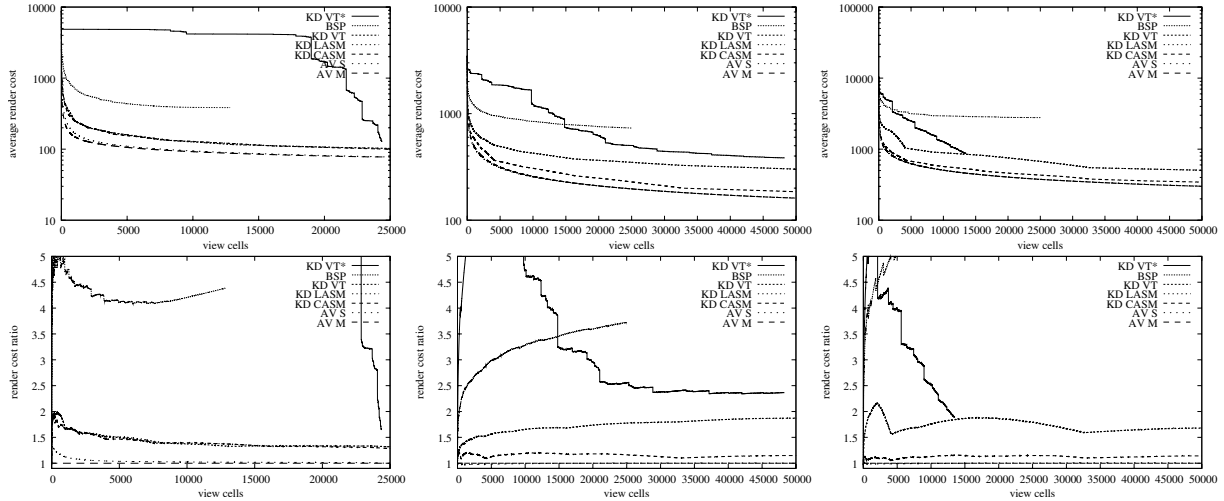 10000
1000
100
10
average render cost
0 5000 10000 15000 20000 25000
view cells
KD VT*
BSP
KD VT
KD LASM
KD CASM
AV S
AV M
10000
1000
100
average render cost
0 5000 10000 15000 20000 25000 30000 35000 40000 45000 50000
view cells
KD VT*
BSP
KD VT
KD LASM
KD CASM
AV S
AV M
100000
10000
1000
100
average render cost
0 5000 10000 15000 20000 25000 30000 35000 40000 45000 50000
view cells
KD VT*
BSP
KD VT
KD LASM
KD CASM
AV S
AV M
5
4.5
4
3.5
3
2.5
2
1.5
1
render cost ratio
0 5000 10000 15000 20000 25000
view cells
KD VT*
BSP
KD VT
KD LASM
KD CASM
AV S
AV M
5
4.5
4
3.5
3
2.5
2
1.5
1
render cost ratio
0 5000 10000 15000 20000 25000 30000 35000 40000 45000 50000
view cells
KD VT*
BSP
KD VT
KD LASM
KD CASM
AV S
AV M
5
4.5
4
3.5
3
2.5
2
1.5
1
render cost ratio
0 5000 10000 15000 20000 25000 30000 35000 40000 45000 50000
view cells
KD VT*
BSP
KD VT
KD LASM
KD CASM
AV S
AV M